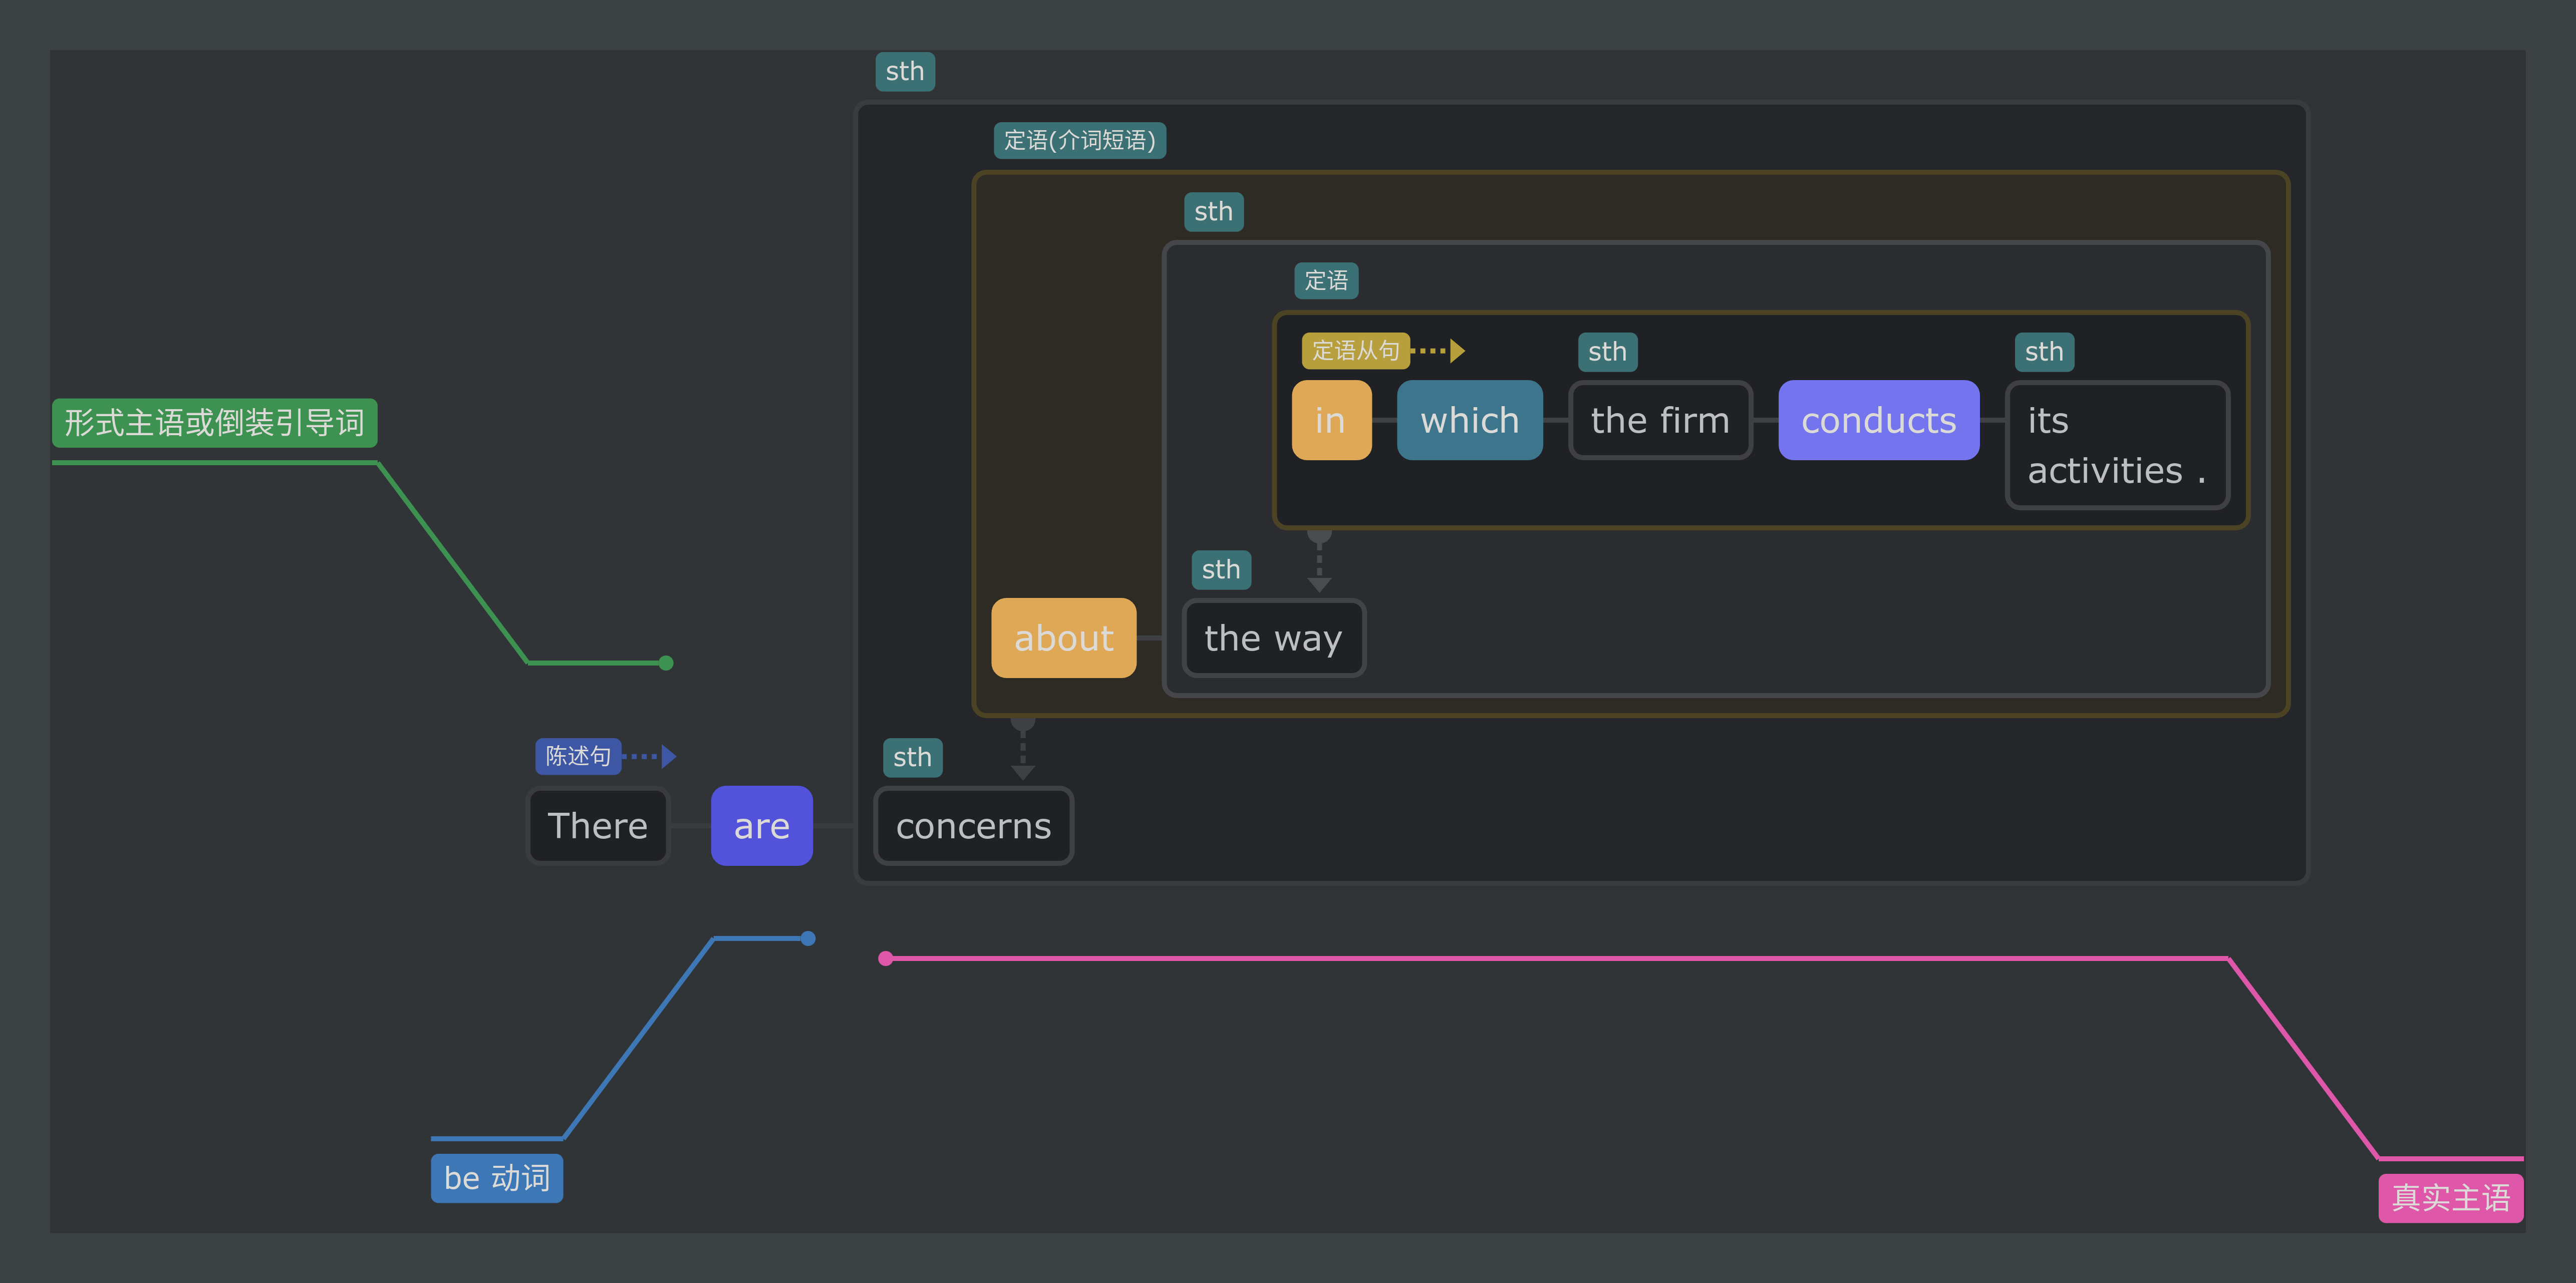 sth
定语(介词短语)
sth
定语
定语从句 sth sth
in which the firm conducts its
activities .
形式主语或倒装引导词
sth
about the way
陈述句 sth
There are concerns
be 动词
真实主语